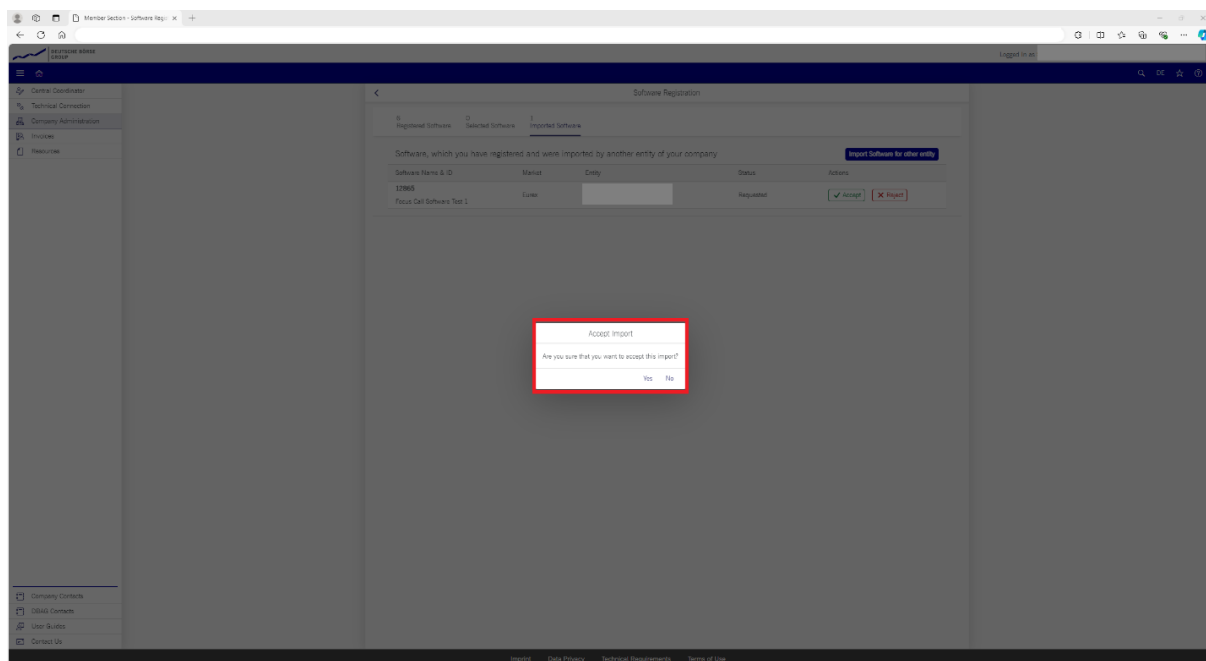 Member Section - Software Regi
DEUTSCHE BÖRSE
GROUP
Logged in as
DE
Central Coordinator
Technical Connection
Company Administration
Invoices
Resources
Software Registration
Registered Software
Selected Software
1
Imported Software
Software, which you have registered and were imported by another entity of your company
Import Software for other entity
Software Name & ID Market Entity Status Actions
12865
Focus Call Software Test 1
Eurex
Requested
Accept
Reject
Accept Import
Are you sure that you want to accept this import?
Yes No
Company Contacts
DBAG Contacts
User Guides
Contact Us
Imprint Data Privacy Technical Requirements Terms of Use